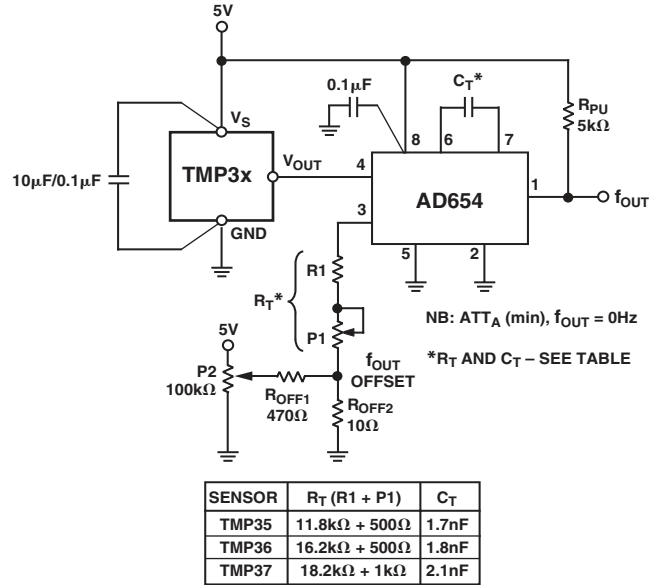 5V
0.1µF
C_T*
R_PU
5kΩ
V_S
8
6
7
10µF/0.1µF
TMP3x
V_OUT
4
AD654
1
f_OUT
3
GND
5
2
R1
R_T*
P1
NB: ATT_A (min), f_OUT = 0Hz
5V
f_OUT
OFFSET
*R_T AND C_T – SEE TABLE
P2
100kΩ
R_OFF1
470Ω
R_OFF2
10Ω
SENSOR R_T (R1 + P1) C_T
TMP35 11.8kΩ + 500Ω 1.7nF
TMP36 16.2kΩ + 500Ω 1.8nF
TMP37 18.2kΩ + 1kΩ 2.1nF